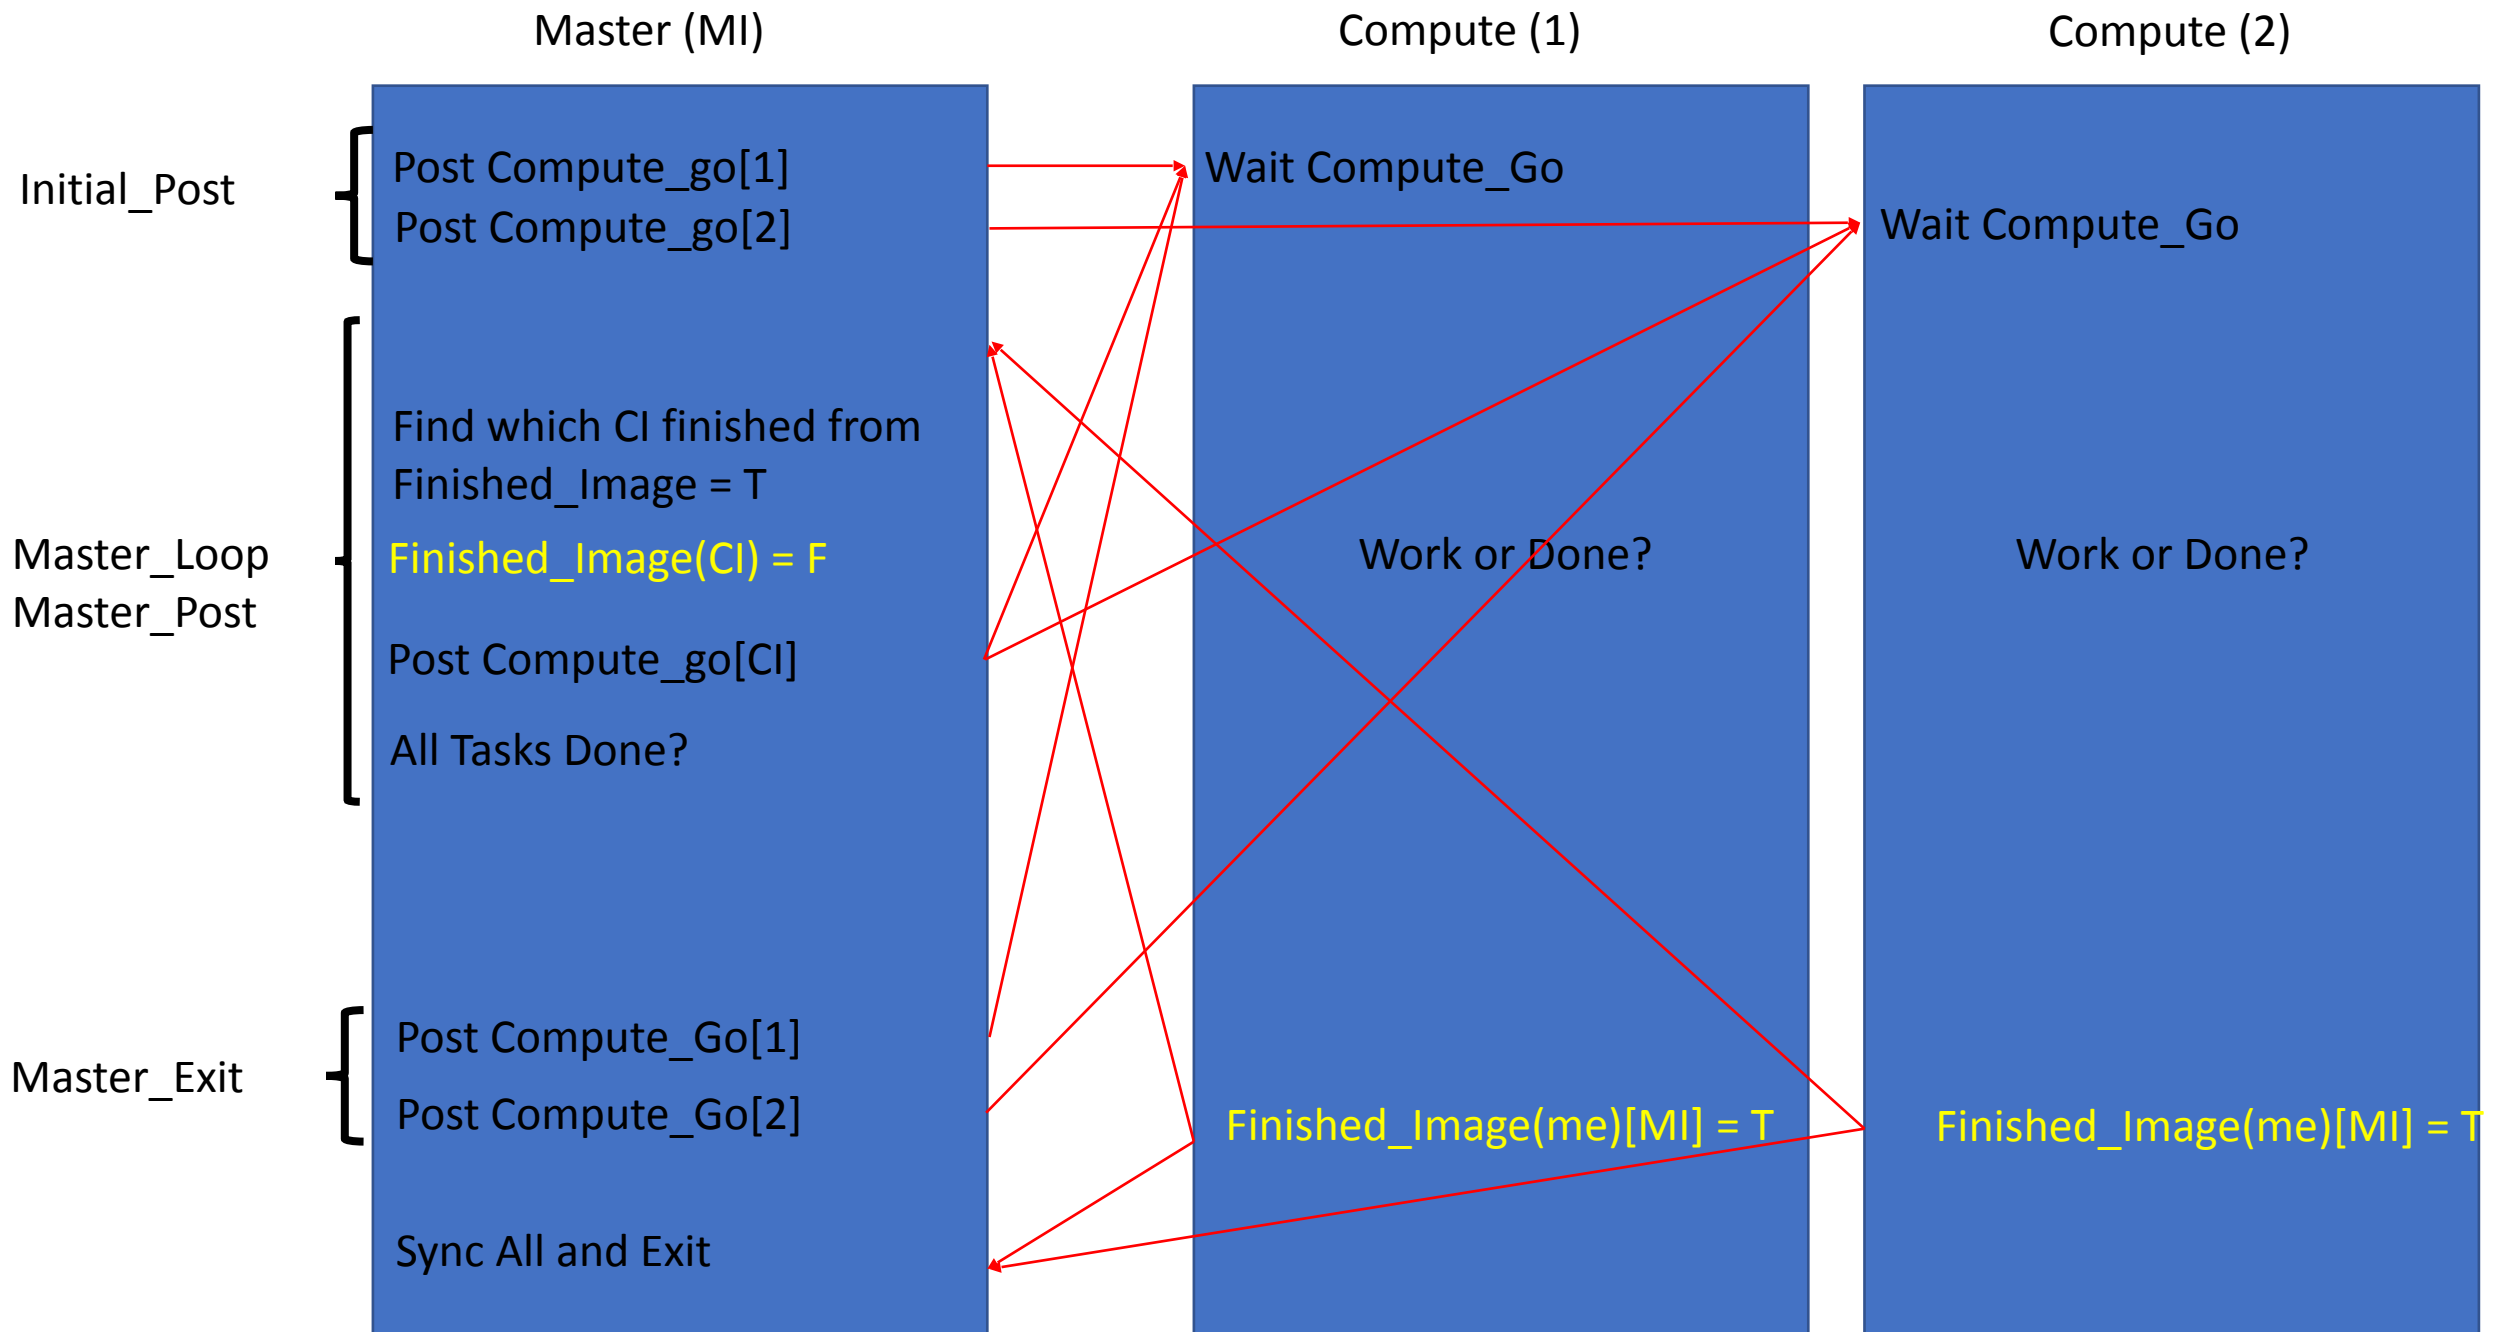 Master (MI)
Compute (1)
Compute (2)
Initial_Post
Post Compute_go[1]
Post Compute_go[2]
Wait Compute_Go
Wait Compute_Go
Master_Loop
Master_Post
Find which CI finished from
Finished_Image = T
Finished_Image(CI) = F
Post Compute_go[CI]
All Tasks Done?
Work or Done?
Work or Done?
Master_Exit
Post Compute_Go[1]
Post Compute_Go[2]
Finished_Image(me)[MI] = T
Finished_Image(me)[MI] = T
Sync All and Exit